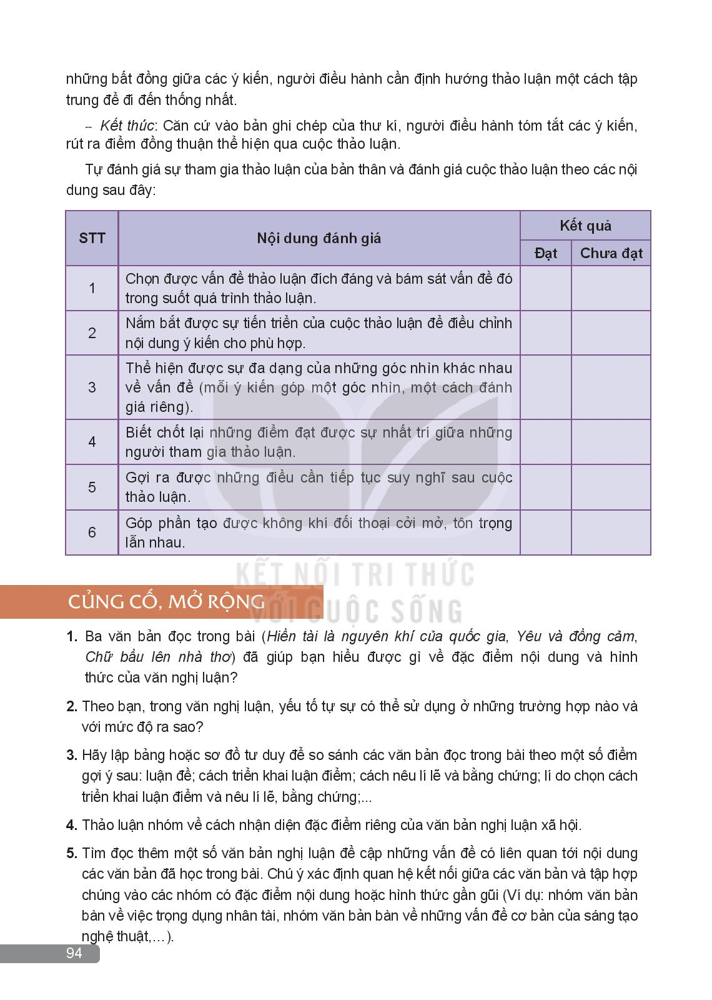 những bất đồng giữa các ý kiến, người điều hành cần định hướng thảo luận một cách tập
trung để đi đến thống nhất.
– Kết thúc: Căn cứ vào bản ghi chép của thư kí, người điều hành tóm tắt các ý kiến,
rút ra điểm đồng thuận thể hiện qua cuộc thảo luận.
Tự đánh giá sự tham gia thảo luận của bản thân và đánh giá cuộc thảo luận theo các nội
dung sau đây:
STT
Nội dung đánh giá
Kết quả
Đạt
Chưa đạt
1
Chọn được vấn đề thảo luận đích đáng và bám sát vấn đề đó
trong suốt quá trình thảo luận.
2
Nắm bắt được sự tiến triển của cuộc thảo luận để điều chỉnh
nội dung ý kiến cho phù hợp.
3
Thể hiện được sự đa dạng của những góc nhìn khác nhau
về vấn đề (mỗi ý kiến góp một góc nhìn, một cách đánh
giá riêng).
4
Biết chốt lại những điểm đạt được sự nhất trí giữa những
người tham gia thảo luận.
5
Gợi ra được những điều cần tiếp tục suy nghĩ sau cuộc
thảo luận.
6
Góp phần tạo được không khí đối thoại cởi mở, tôn trọng
lẫn nhau.
KẾT NỐI TRI THỨC
VỚI CUỘC SỐNG
CỦNG CỐ, MỞ RỘNG
1. Ba văn bản đọc trong bài (Hiền tài là nguyên khí của quốc gia, Yêu và đồng cảm,
Chữ bầu lên nhà thơ) đã giúp bạn hiểu được gì về đặc điểm nội dung và hình
thức của văn nghị luận?
2. Theo bạn, trong văn nghị luận, yếu tố tự sự có thể sử dụng ở những trường hợp nào và
với mức độ ra sao?
3. Hãy lập bảng hoặc sơ đồ tư duy để so sánh các văn bản đọc trong bài theo một số điểm
gợi ý sau: luận đề; cách triển khai luận điểm; cách nêu lí lẽ và bằng chứng; lí do chọn cách
triển khai luận điểm và nêu lí lẽ, bằng chứng;...
4. Thảo luận nhóm về cách nhận diện đặc điểm riêng của văn bản nghị luận xã hội.
5. Tìm đọc thêm một số văn bản nghị luận đề cập những vấn đề có liên quan tới nội dung
các văn bản đã học trong bài. Chú ý xác định quan hệ kết nối giữa các văn bản và tập hợp
chúng vào các nhóm có đặc điểm nội dung hoặc hình thức gần gũi (Ví dụ: nhóm văn bản
bàn về việc trọng dụng nhân tài, nhóm văn bản bàn về những vấn đề cơ bản của sáng tạo
nghệ thuật,…).
94